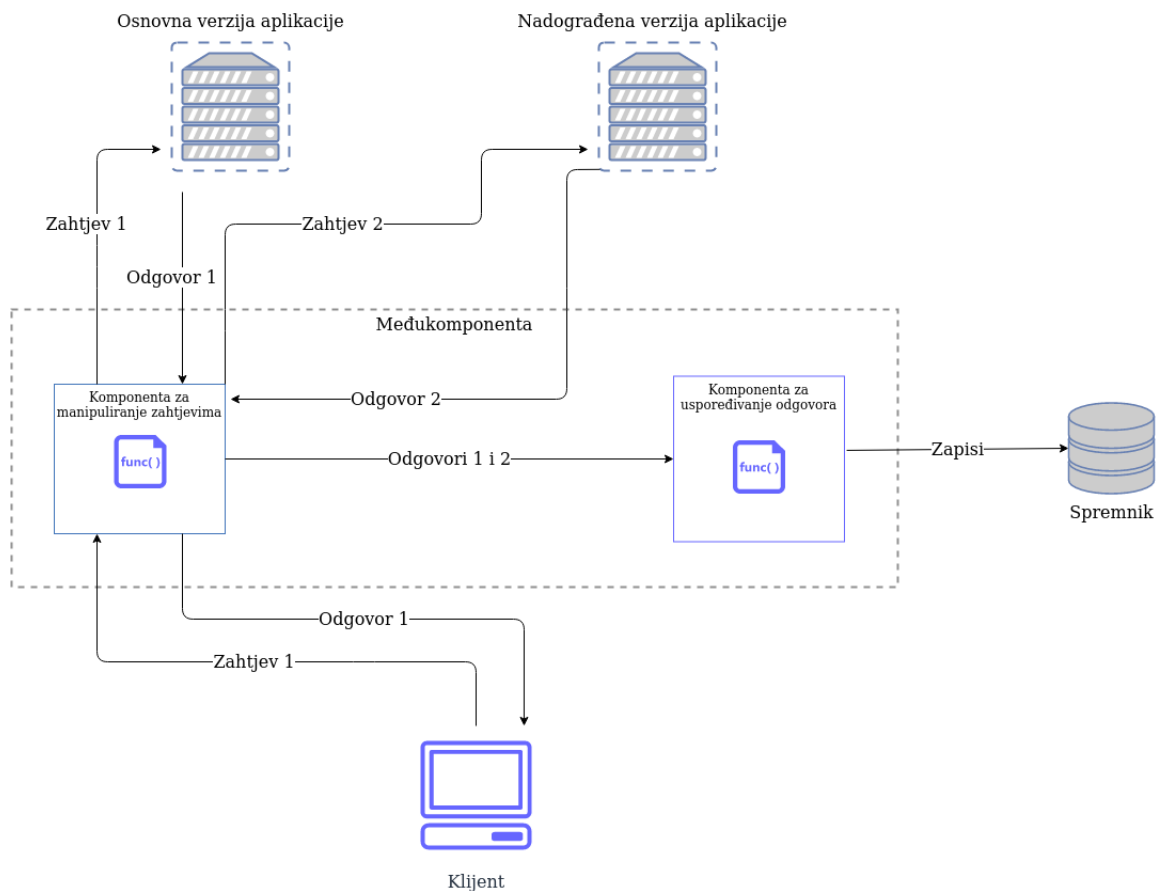 Osnovna verzija aplikacije
Nadograđena verzija aplikacije
Zahtjev 1
Zahtjev 2
Odgovor 1
Međukomponenta
Komponenta za
manipuliranje zahtjevima
func( )
Odgovor 2
Komponenta za
uspoređivanje odgovora
func( )
Odgovori 1 i 2
Zapisi
Spremnik
Odgovor 1
Zahtjev 1
Klijent